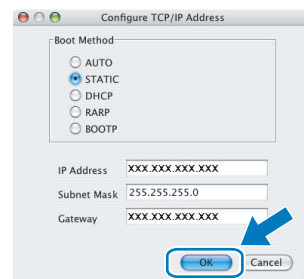 Configure TCP/IP Address
Boot Method
AUTO
STATIC
DHCP
RARP
BOOTP
IP Address XXX.XXX.XXX.XXX
Subnet Mask 255.255.255.0
Gateway XXX.XXX.XXX.XXX
OK Cancel